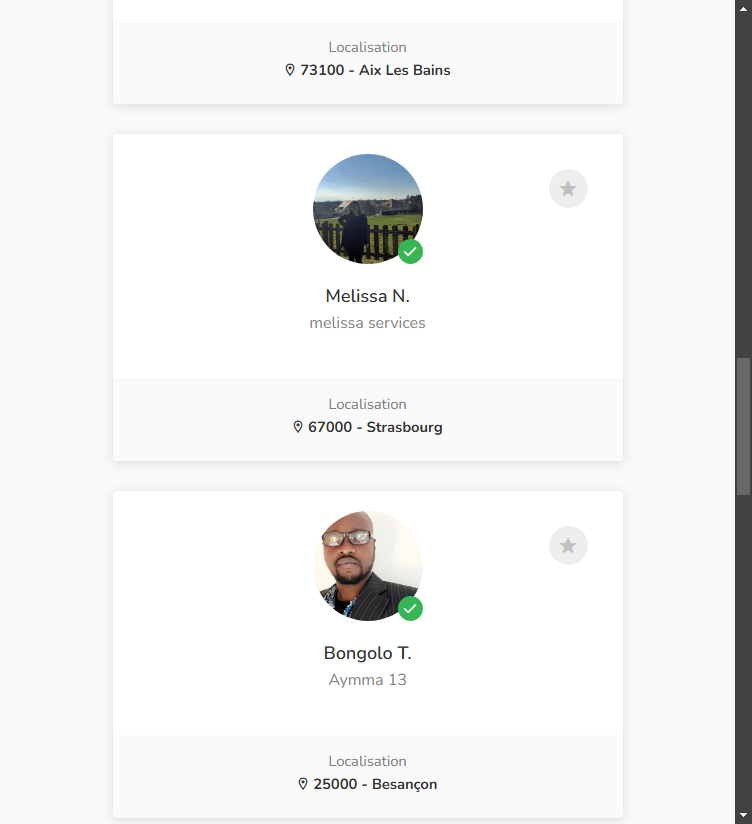 Localisation
73100 - Aix Les Bains
Melissa N.
melissa services
Localisation
67000 - Strasbourg
Bongolo T.
Aymma 13
Localisation
25000 - Besançon